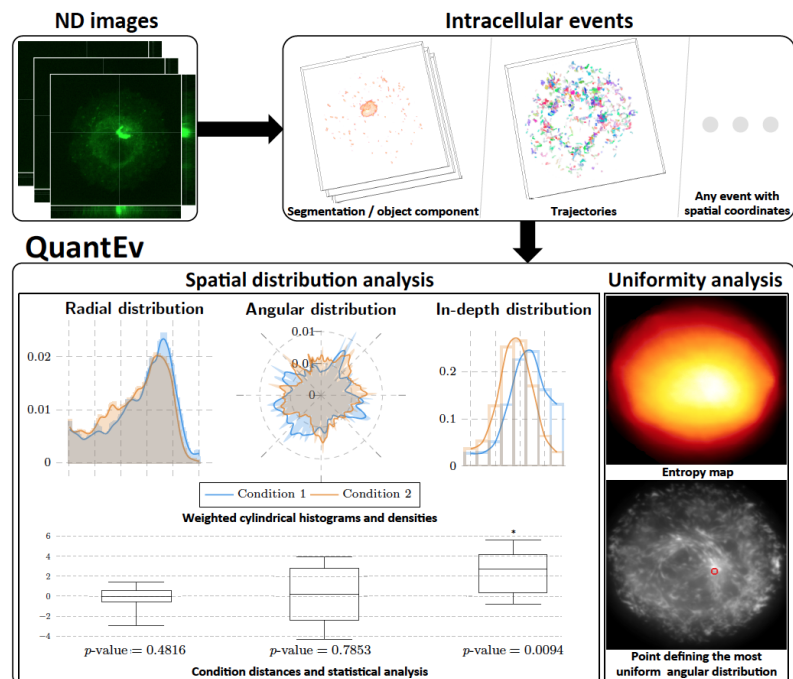 ND images
Intracellular events
Segmentation / object component
Trajectories
Any event with
spatial coordinates
QuantEv
Spatial distribution analysis
Uniformity analysis
Radial distribution
Angular distribution
In-depth distribution
0.02
0.01
0
0.01
0
0.2
0.1
0
Condition 1
Condition 2
Weighted cylindrical histograms and densities
Entropy map
6
4
2
0
−2
−4
*
p-value = 0.4816
p-value = 0.7853
p-value = 0.0094
Condition distances and statistical analysis
Point defining the most
uniform angular distribution